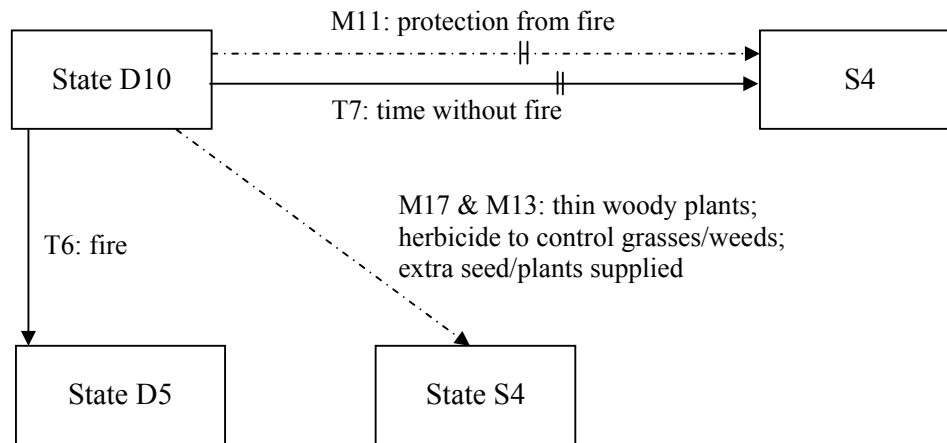 M11: protection from fire
State D10
S4
T7: time without fire
M17 & M13: thin woody plants;
herbicide to control grasses/weeds;
extra seed/plants supplied
T6: fire
State D5
State S4